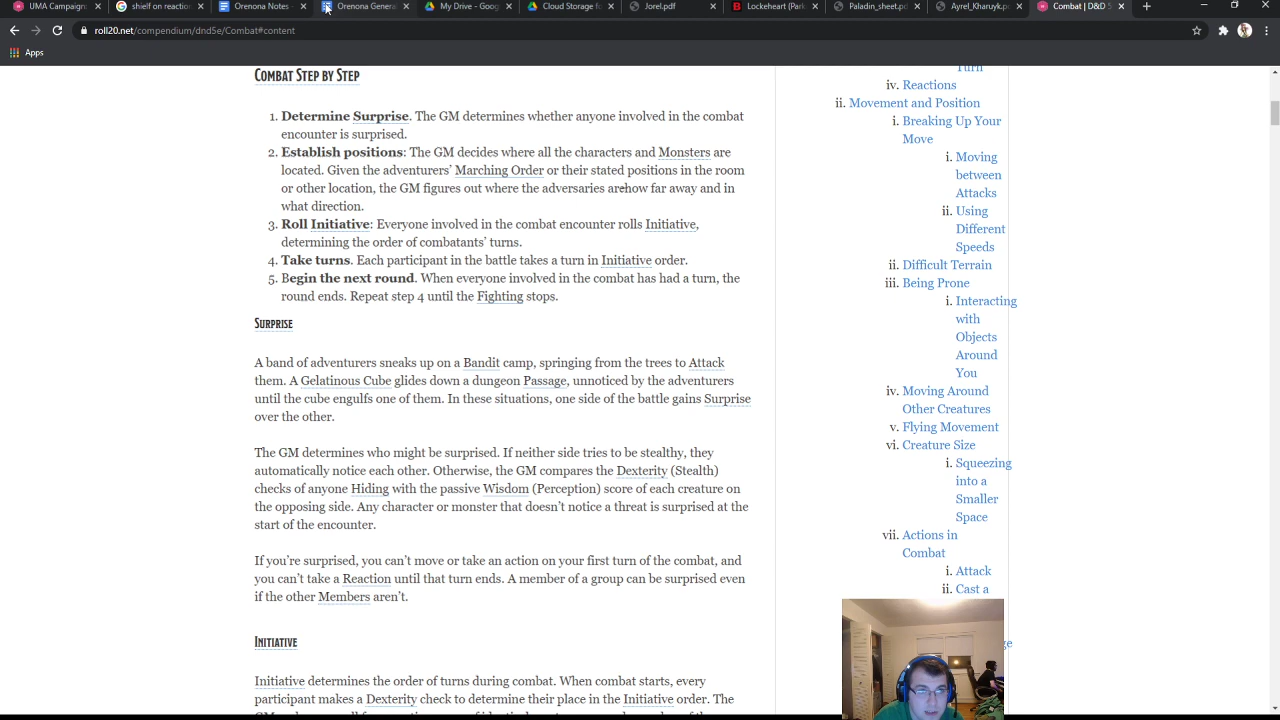 UMA Campaign
shielf on reaction
Orenona Notes -
Orenona Genera
My Drive - Goog
Cloud Storage fo
Jorel.pdf
Lockeheart (Park
Paladin_sheet.pd
Ayrel_Kharuyk.p
Combat | D&D 5
roll20.net/compendium/dnd5e/Combat#content
Apps
Combat Step by Step
1. Determine Surprise. The GM determines whether anyone involved in the combat
encounter is surprised.
2. Establish positions: The GM decides where all the characters and Monsters are
located. Given the adventurers’ Marching Order or their stated positions in the room
or other location, the GM figures out where the adversaries are how far away and in
what direction.
3. Roll Initiative: Everyone involved in the combat encounter rolls Initiative,
determining the order of combatants’ turns.
4. Take turns. Each participant in the battle takes a turn in Initiative order.
5. Begin the next round. When everyone involved in the combat has had a turn, the
round ends. Repeat step 4 until the Fighting stops.
Surprise
A band of adventurers sneaks up on a Bandit camp, springing from the trees to Attack
them. A Gelatinous Cube glides down a dungeon Passage, unnoticed by the adventurers
until the cube engulfs one of them. In these situations, one side of the battle gains Surprise
over the other.
The GM determines who might be surprised. If neither side tries to be stealthy, they
automatically notice each other. Otherwise, the GM compares the Dexterity (Stealth)
checks of anyone Hiding with the passive Wisdom (Perception) score of each creature on
the opposing side. Any character or monster that doesn’t notice a threat is surprised at the
start of the encounter.
If you’re surprised, you can’t move or take an action on your first turn of the combat, and
you can’t take a Reaction until that turn ends. A member of a group can be surprised even
if the other Members aren’t.
Initiative
Initiative determines the order of turns during combat. When combat starts, every
participant makes a Dexterity check to determine their place in the Initiative order. The
Turn
iv. Reactions
ii. Movement and Position
i. Breaking Up Your
Move
i. Moving
between
Attacks
ii. Using
Different
Speeds
ii. Difficult Terrain
iii. Being Prone
i. Interacting
with
Objects
Around
You
iv. Moving Around
Other Creatures
v. Flying Movement
vi. Creature Size
i. Squeezing
into a
Smaller
Space
vii. Actions in
Combat
i. Attack
ii. Cast a